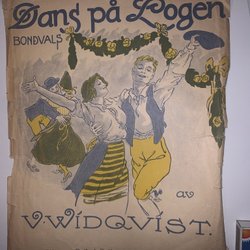 Dans på Logen
BONDVALS
AV
V. WIDQVIST.